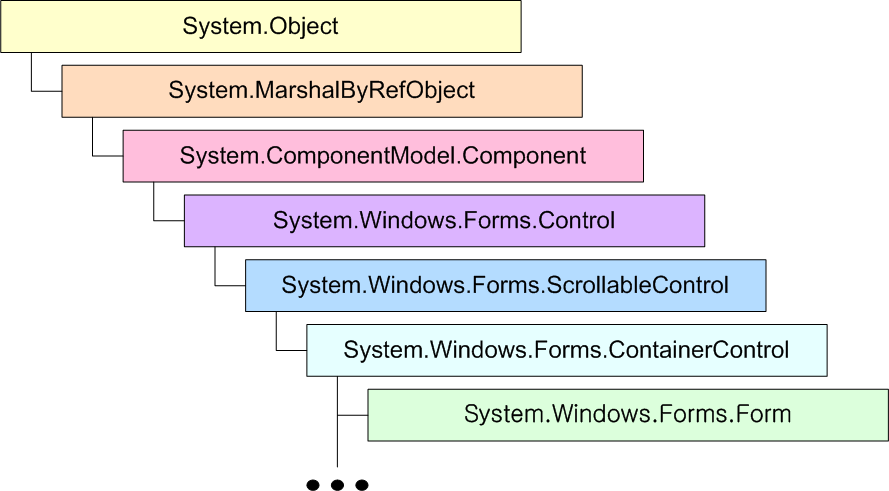 System.Object
System.MarshalByRefObject
System.ComponentModel.Component
System.Windows.Forms.Control
System.Windows.Forms.ScrollableControl
System.Windows.Forms.ContainerControl
System.Windows.Forms.Form